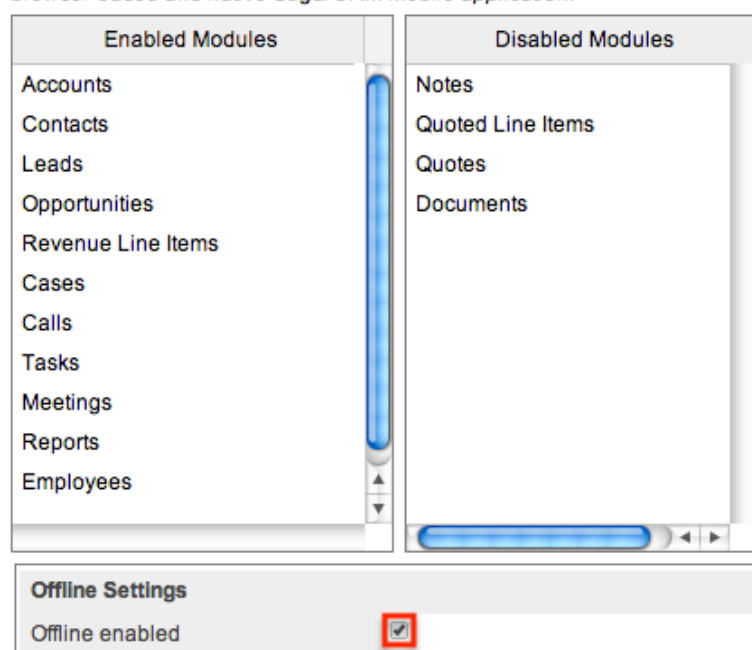 Enabled Modules
Accounts
Contacts
Leads
Opportunities
Revenue Line Items
Cases
Calls
Tasks
Meetings
Reports
Employees
Disabled Modules
Notes
Quoted Line Items
Quotes
Documents
Offline Settings
Offline enabled